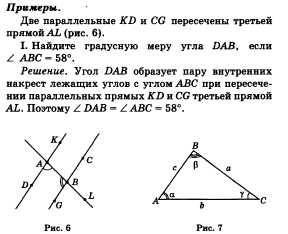 Примеры.
Две параллельные KD и CG пересечены третьей
прямой AL (рис. 6).
I. Найдите градусную меру угла DAB, если
∠ ABC = 58°.
Решение. Угол DAB образует пару внутренних
накрест лежащих углов с углом ABC при пересече-
нии параллельных прямых KD и CG третьей прямой
AL. Поэтому ∠ DAB = ∠ ABC = 58°.
K
A
C
D
B
G
L
B
β
c
a
A
α
γ
C
b
Рис. 6
Рис. 7